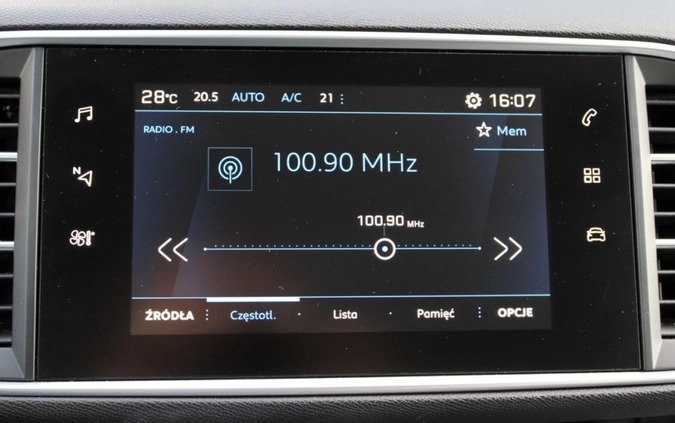 28°C 20.5 AUTO A/C 21 16:07
RADIO . FM
Mem
100.90 MHz
100.90 MHz
N
ŹRÓDŁA Częstotl. Lista Pamięć OPCJE